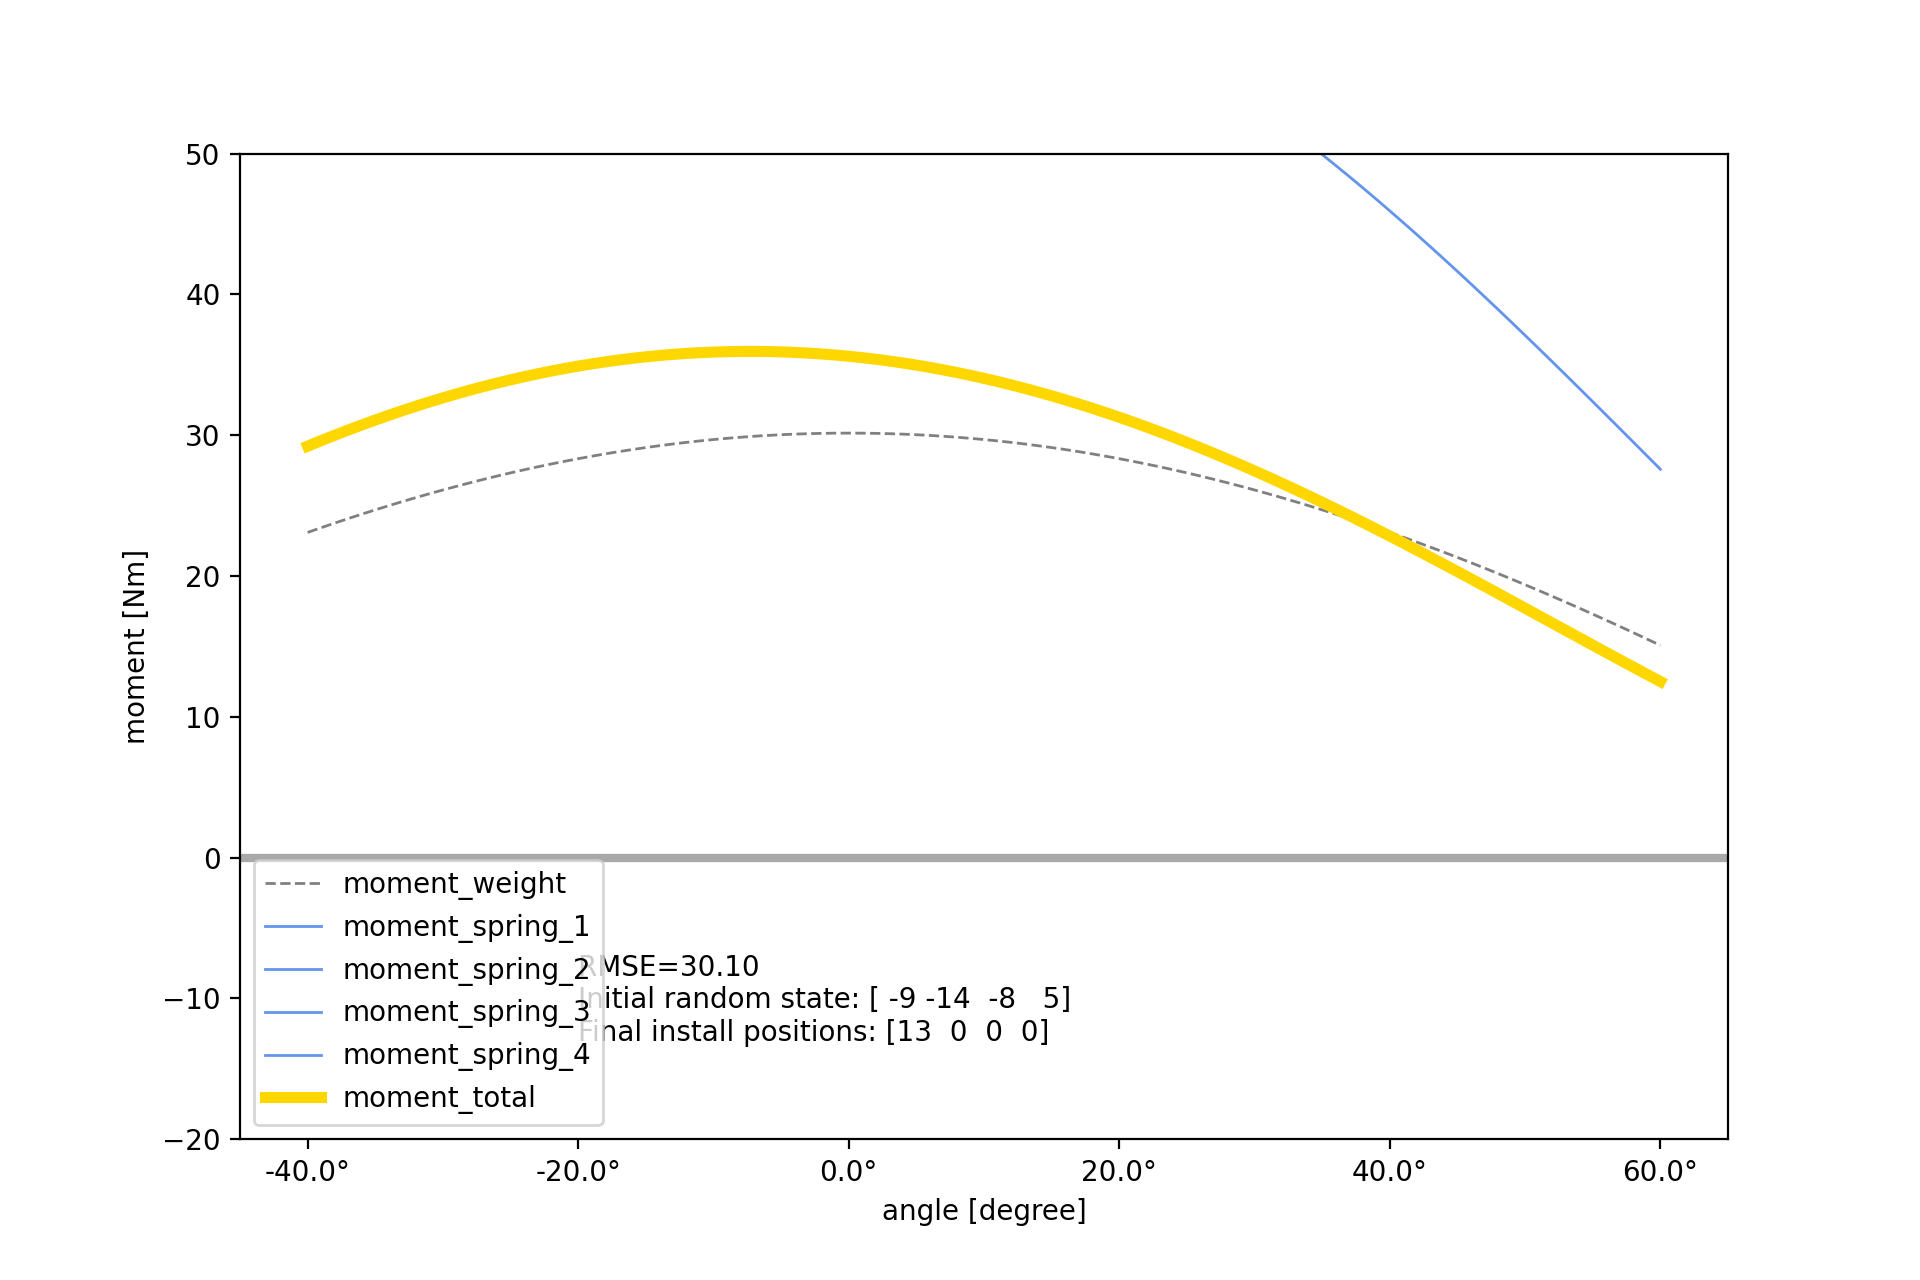 50
40
30
20
10
0
−10
−20
moment [Nm]
moment_weight
moment_spring_1
moment_spring_2
moment_spring_3
moment_spring_4
moment_total
RMSE=30.10
Initial random state: [ -9 -14  -8   5]
Final install positions: [13  0  0  0]
-40.0° -20.0° 0.0° 20.0° 40.0° 60.0°
angle [degree]